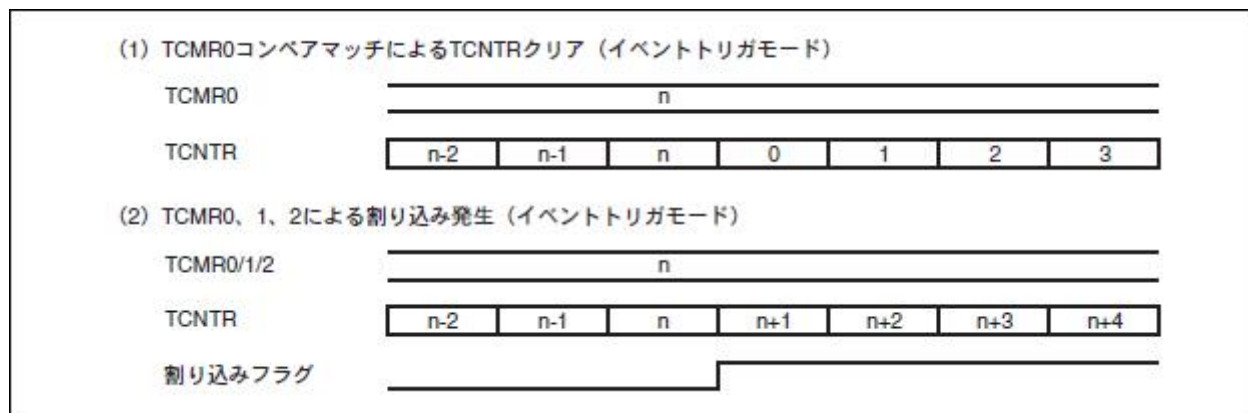 (1) TCMR0コンペアマッチによるTCNTRクリア（イベントトリガモード）
TCMR0 n
TCNTR n-2 n-1 n 0 1 2 3
(2) TCMR0、1、2による割り込み発生（イベントトリガモード）
TCMR0/1/2 n
TCNTR n-2 n-1 n n+1 n+2 n+3 n+4
割り込みフラグ